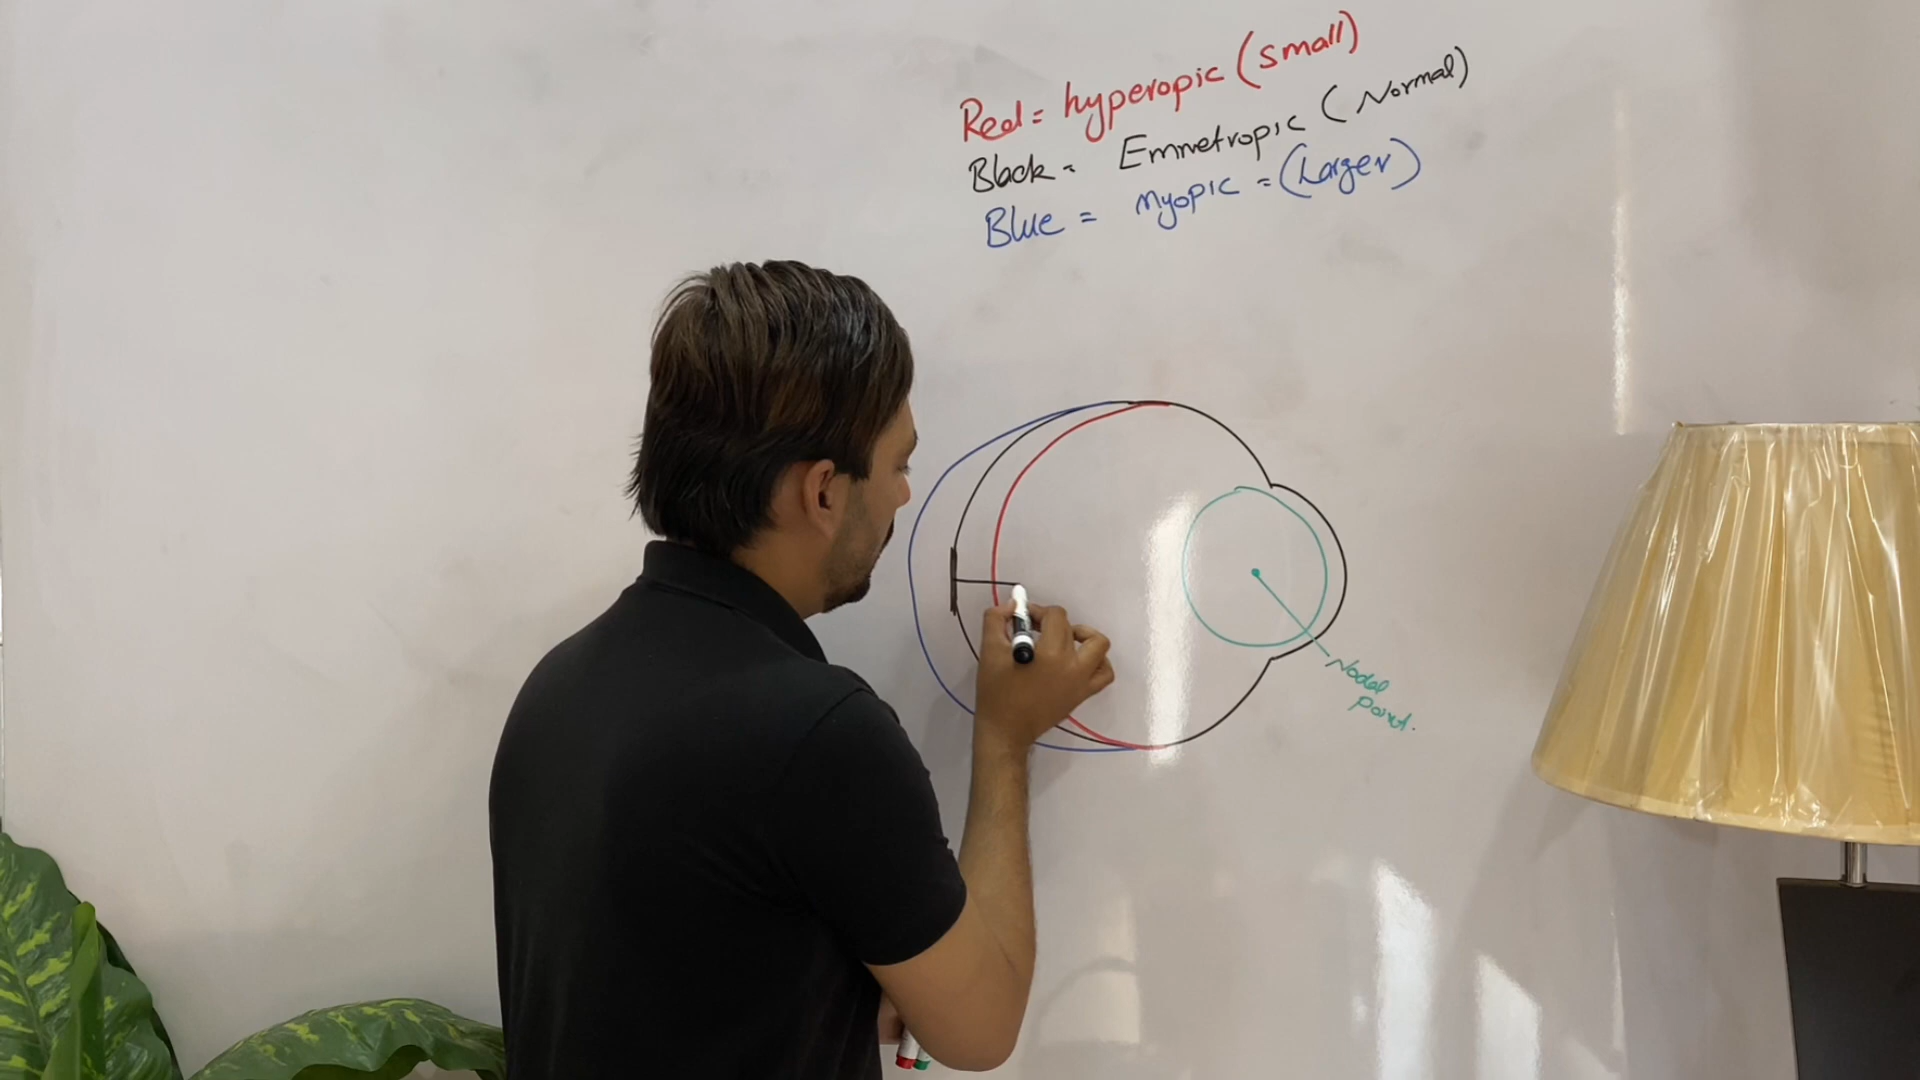 Red = hyperopic (small)
Black = Emmetropic (Normal)
Blue = Myopic = (Larger)
Nodal
point.